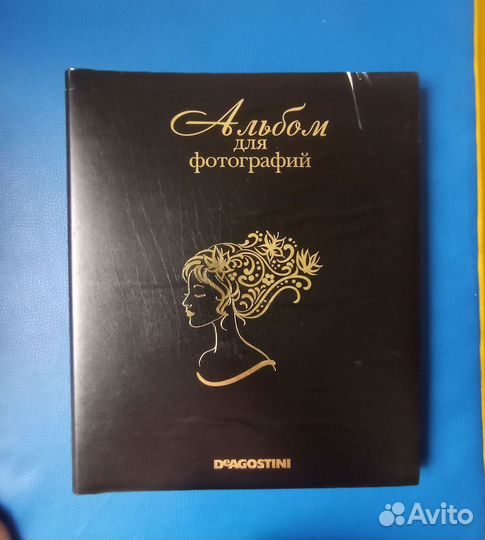 Альбом
для
фотографий
DeAGOSTINI
Avito